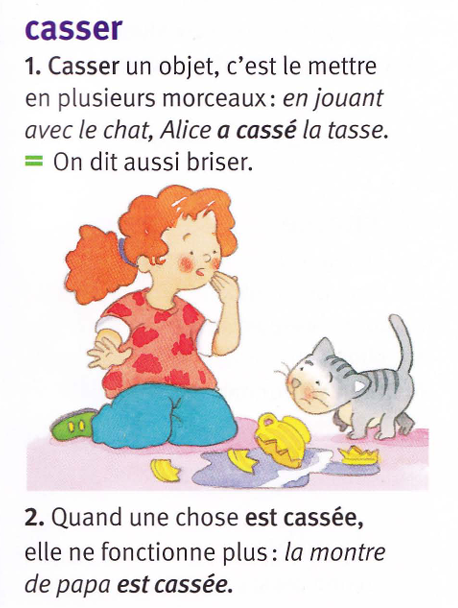 casser
1. Casser un objet, c’est le mettre
en plusieurs morceaux : en jouant
avec le chat, Alice a cassé la tasse.
= On dit aussi briser.
2. Quand une chose est cassée,
elle ne fonctionne plus : la montre
de papa est cassée.